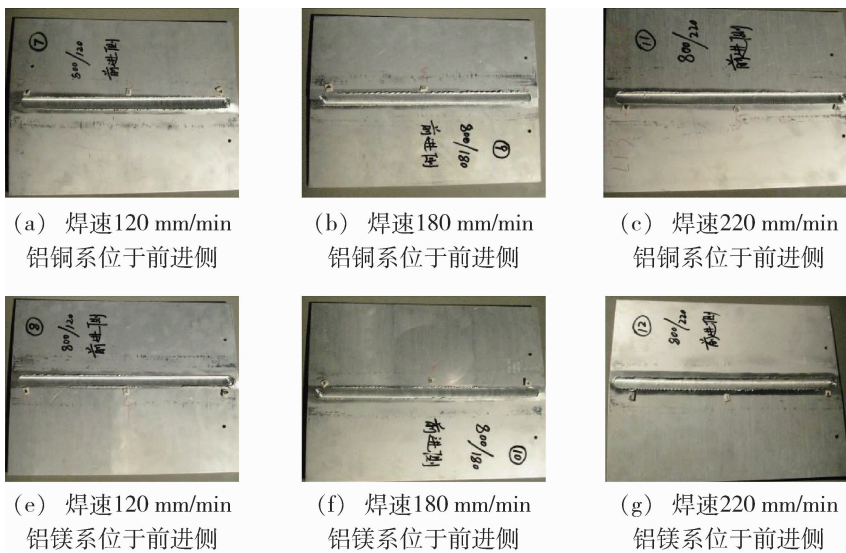 ⑦
800/120
前进侧
⑨
800/180
前进侧
⑪
800/220
前进侧
(a) 焊速120 mm/min
铝铜系位于前进侧
(b) 焊速180 mm/min
铝铜系位于前进侧
(c) 焊速220 mm/min
铝铜系位于前进侧
⑧
800/120
前进侧
⑩
800/180
前进侧
⑫
800/220
前进侧
(e) 焊速120 mm/min
铝镁系位于前进侧
(f) 焊速180 mm/min
铝镁系位于前进侧
(g) 焊速220 mm/min
铝镁系位于前进侧